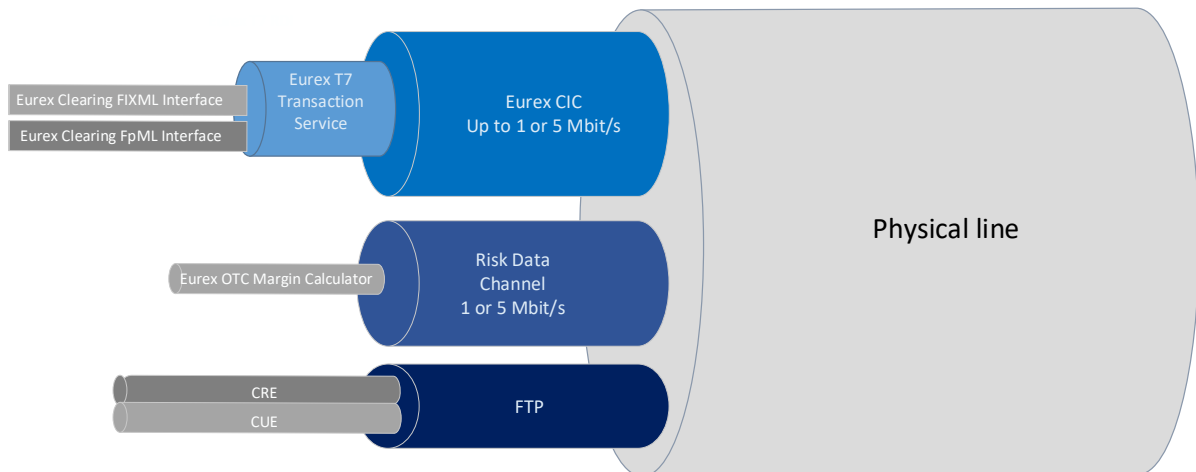 Eurex Clearing FIXML Interface
Eurex Clearing FpML Interface
Eurex T7
Transaction
Service
Eurex CIC
Up to 1 or 5 Mbit/s
Physical line
Eurex OTC Margin Calculator
Risk Data
Channel
1 or 5 Mbit/s
CRE
CUE
FTP